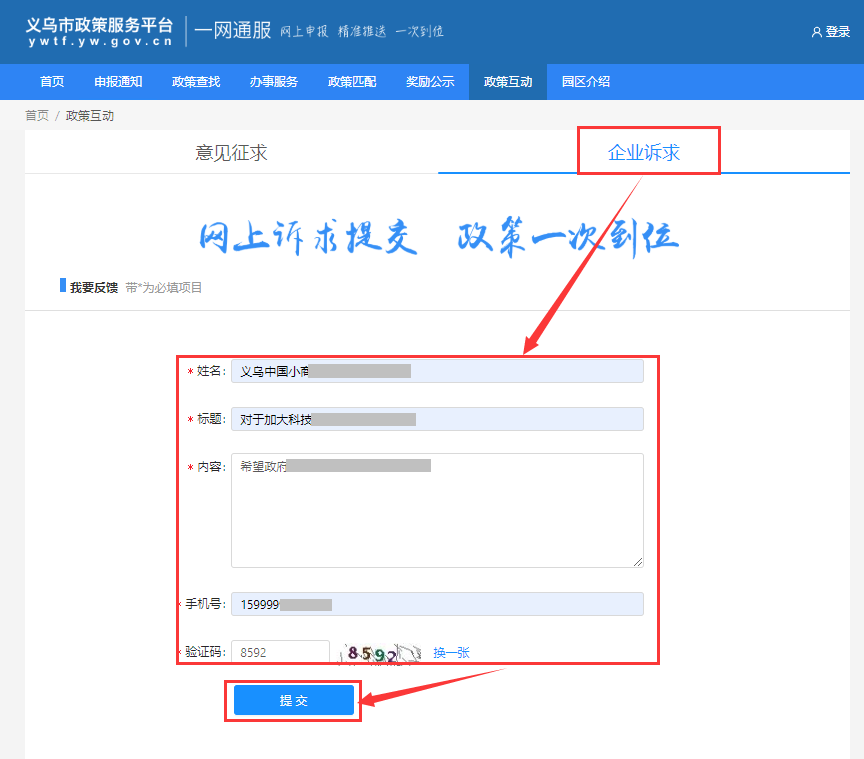 义乌市政策服务平台 一网通服 网上申报 精准推送 一次到位
ywtf.yw.gov.cn
登录
首页 申报通知 政策查找 办事服务 政策匹配 奖励公示 政策互动 园区介绍
首页 / 政策互动
意见征求 企业诉求
网上诉求提交 政策一次到位
我要反馈 带*为必填项目
* 姓名: 义乌中国小商
* 标题: 对于加大科技
* 内容: 希望政府
* 手机号: 159999
* 验证码: 8592 8592 换一张
提 交